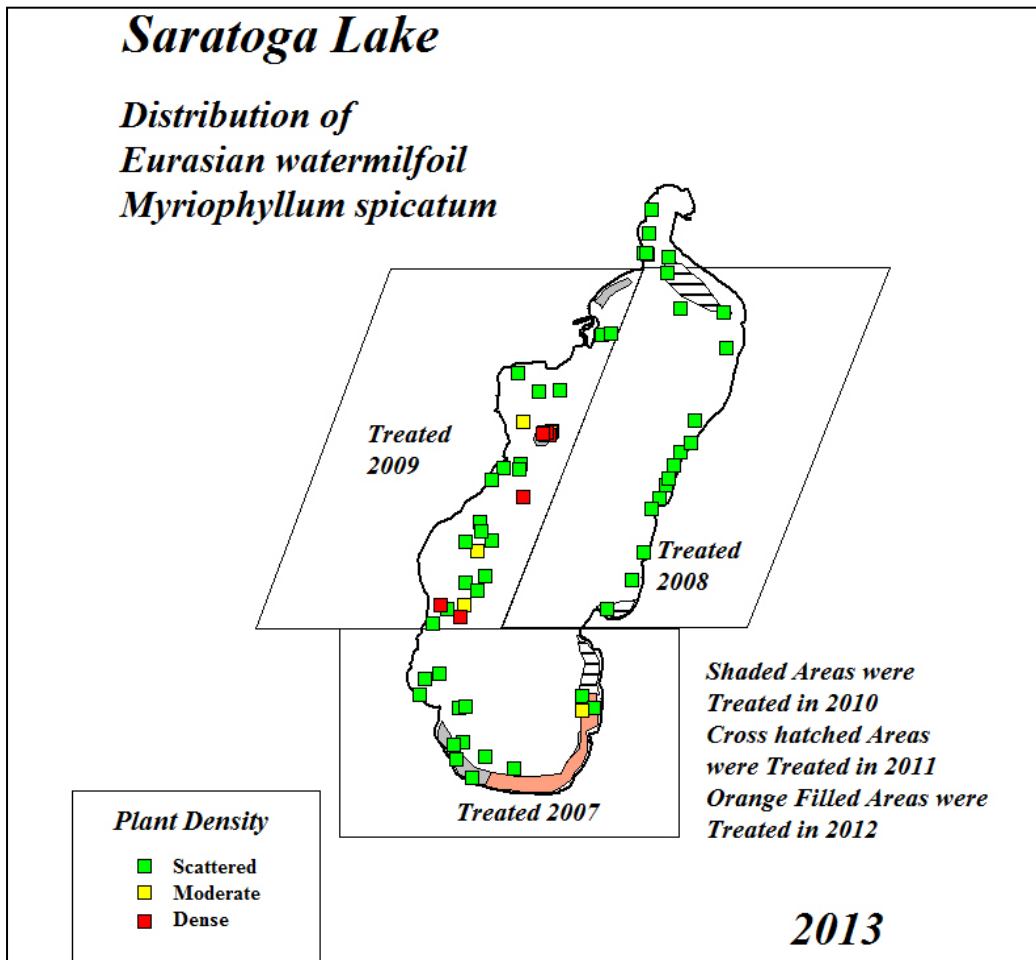 Saratoga Lake
Distribution of
Eurasian watermilfoil
Myriophyllum spicatum
Treated
2009
Treated
2008
Treated 2007
Shaded Areas were
Treated in 2010
Cross hatched Areas
were Treated in 2011
Orange Filled Areas were
Treated in 2012
Plant Density
Scattered
Moderate
Dense
2013